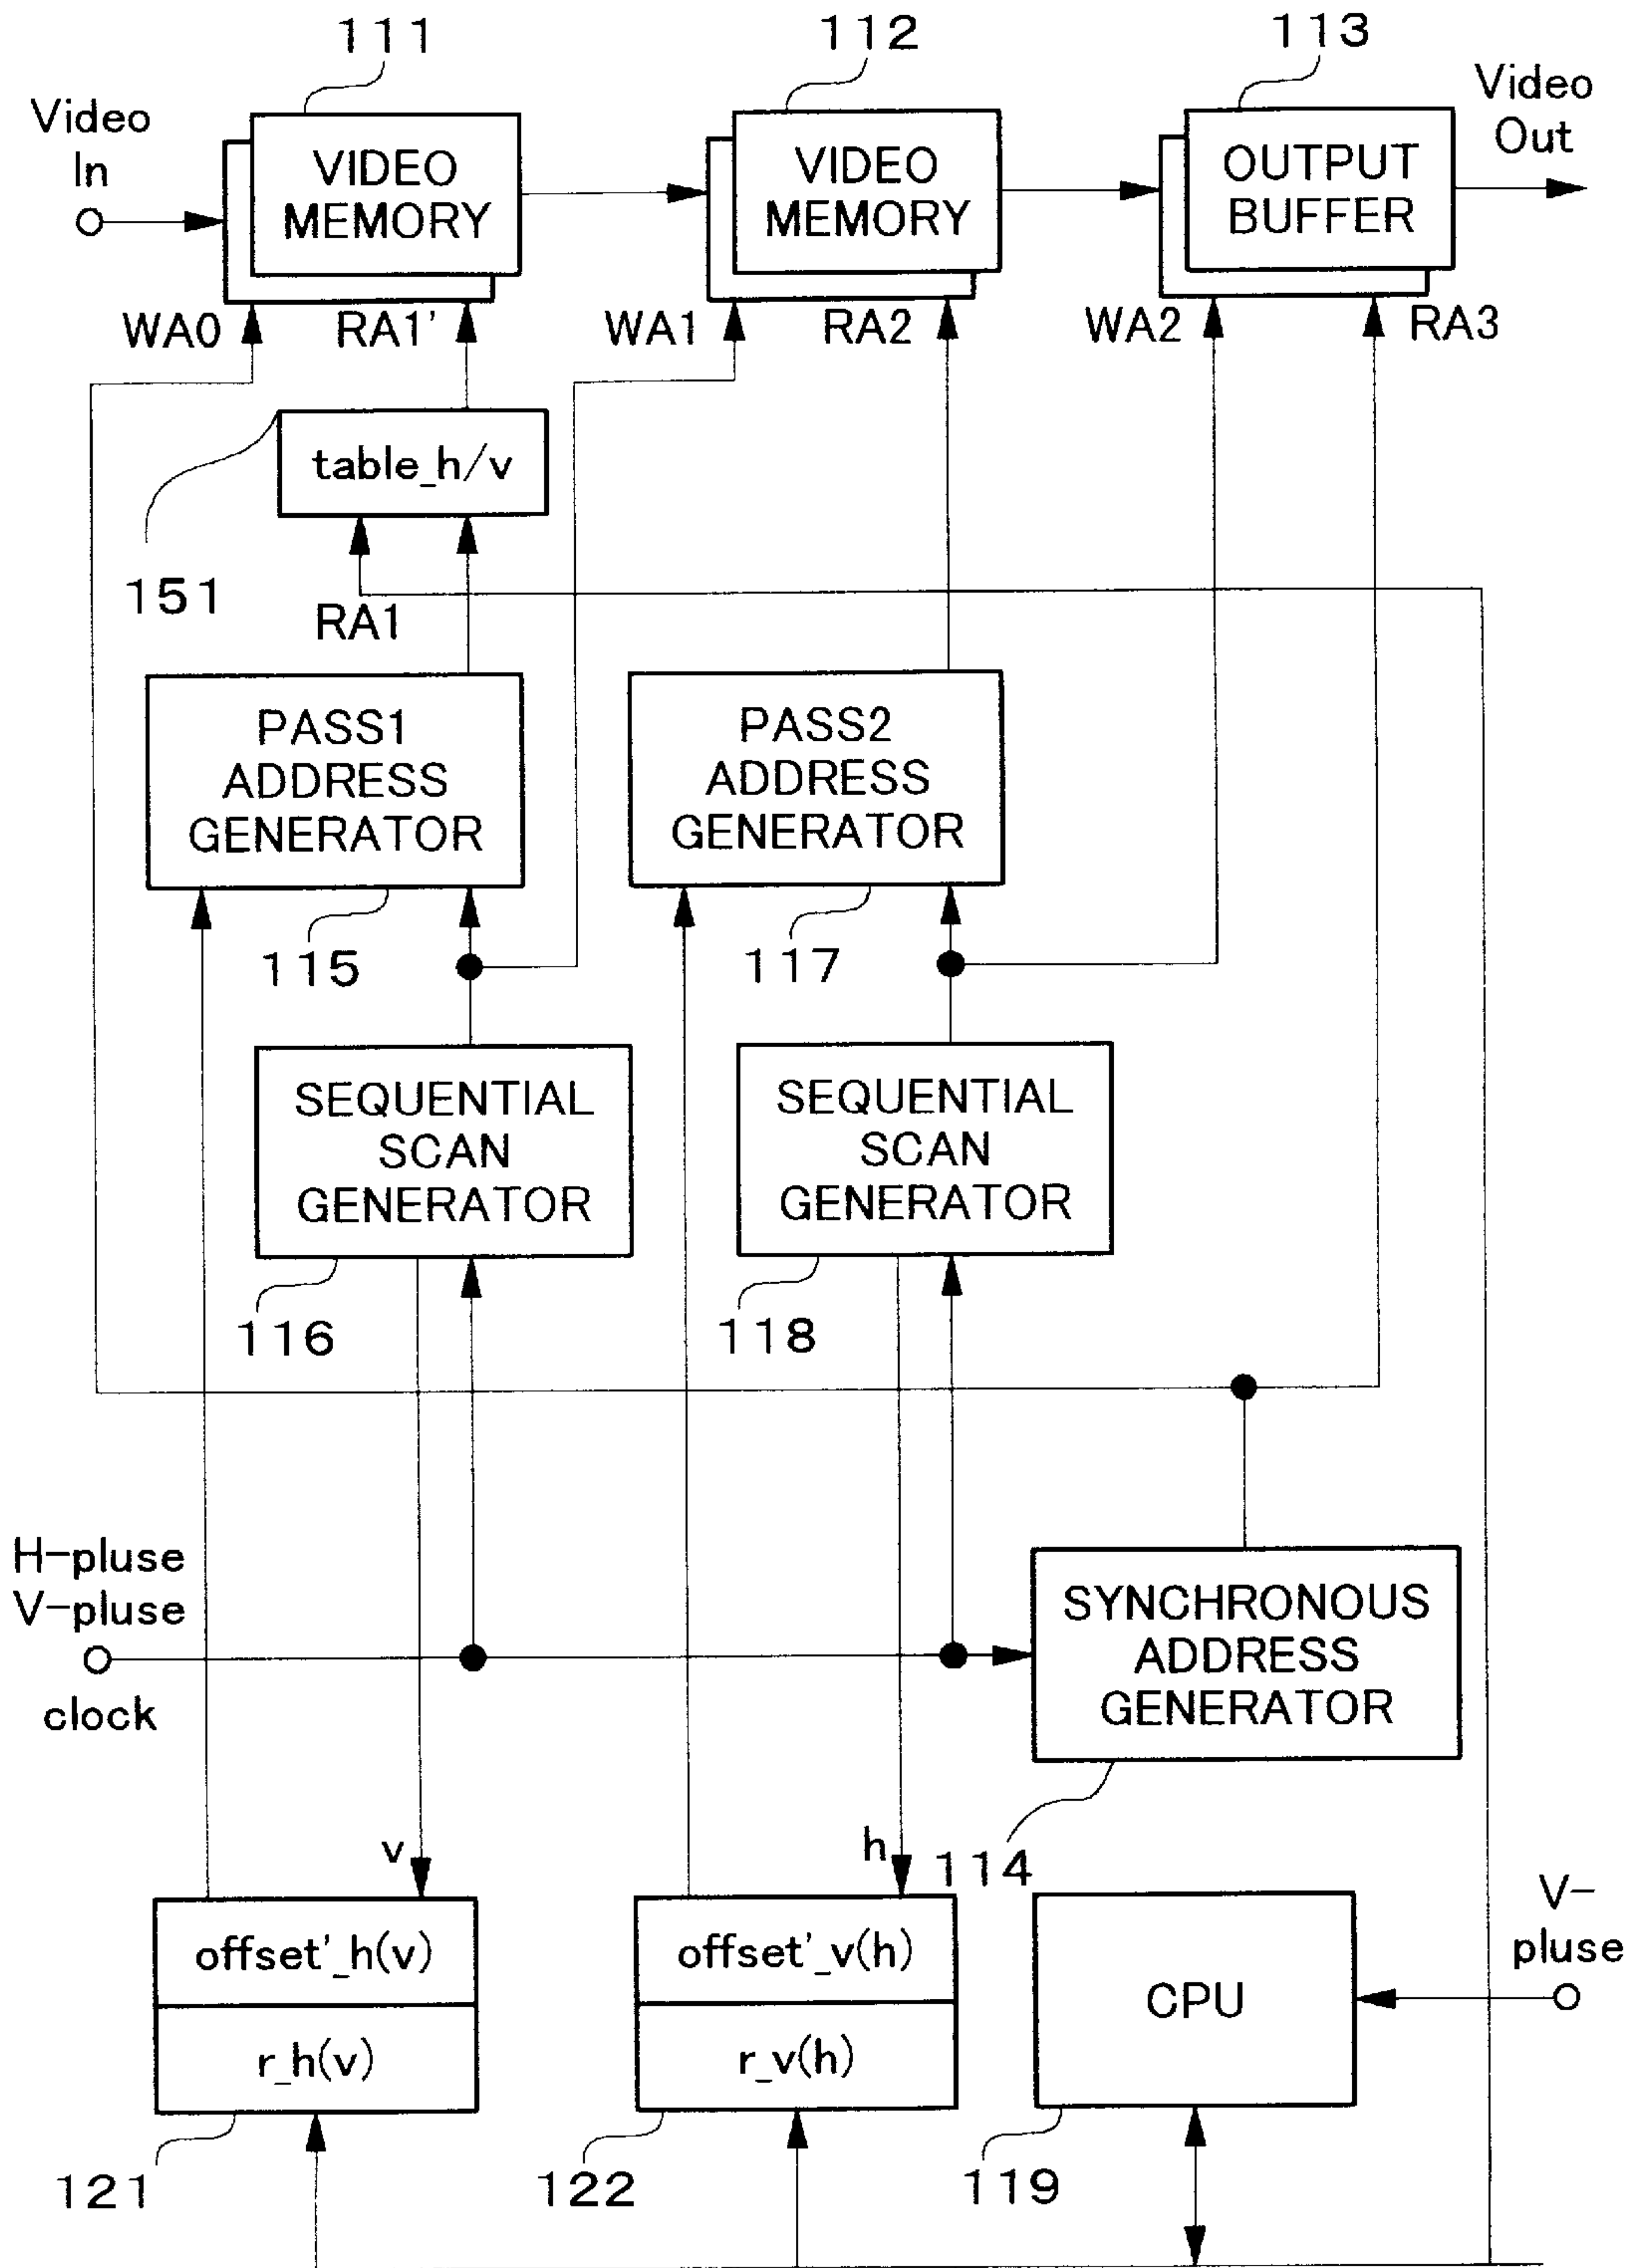 111
112
113
Video
In
VIDEO
MEMORY
VIDEO
MEMORY
OUTPUT
BUFFER
Video
Out
WA0
RA1'
WA1
RA2
WA2
RA3
table_h/v
151
RA1
PASS1
ADDRESS
GENERATOR
PASS2
ADDRESS
GENERATOR
115
117
SEQUENTIAL
SCAN
GENERATOR
SEQUENTIAL
SCAN
GENERATOR
116
118
H-pluse
V-pluse
clock
SYNCHRONOUS
ADDRESS
GENERATOR
v
h
114
offset'_h(v)
r_h(v)
offset'_v(h)
r_v(h)
CPU
V-
pluse
121
122
119